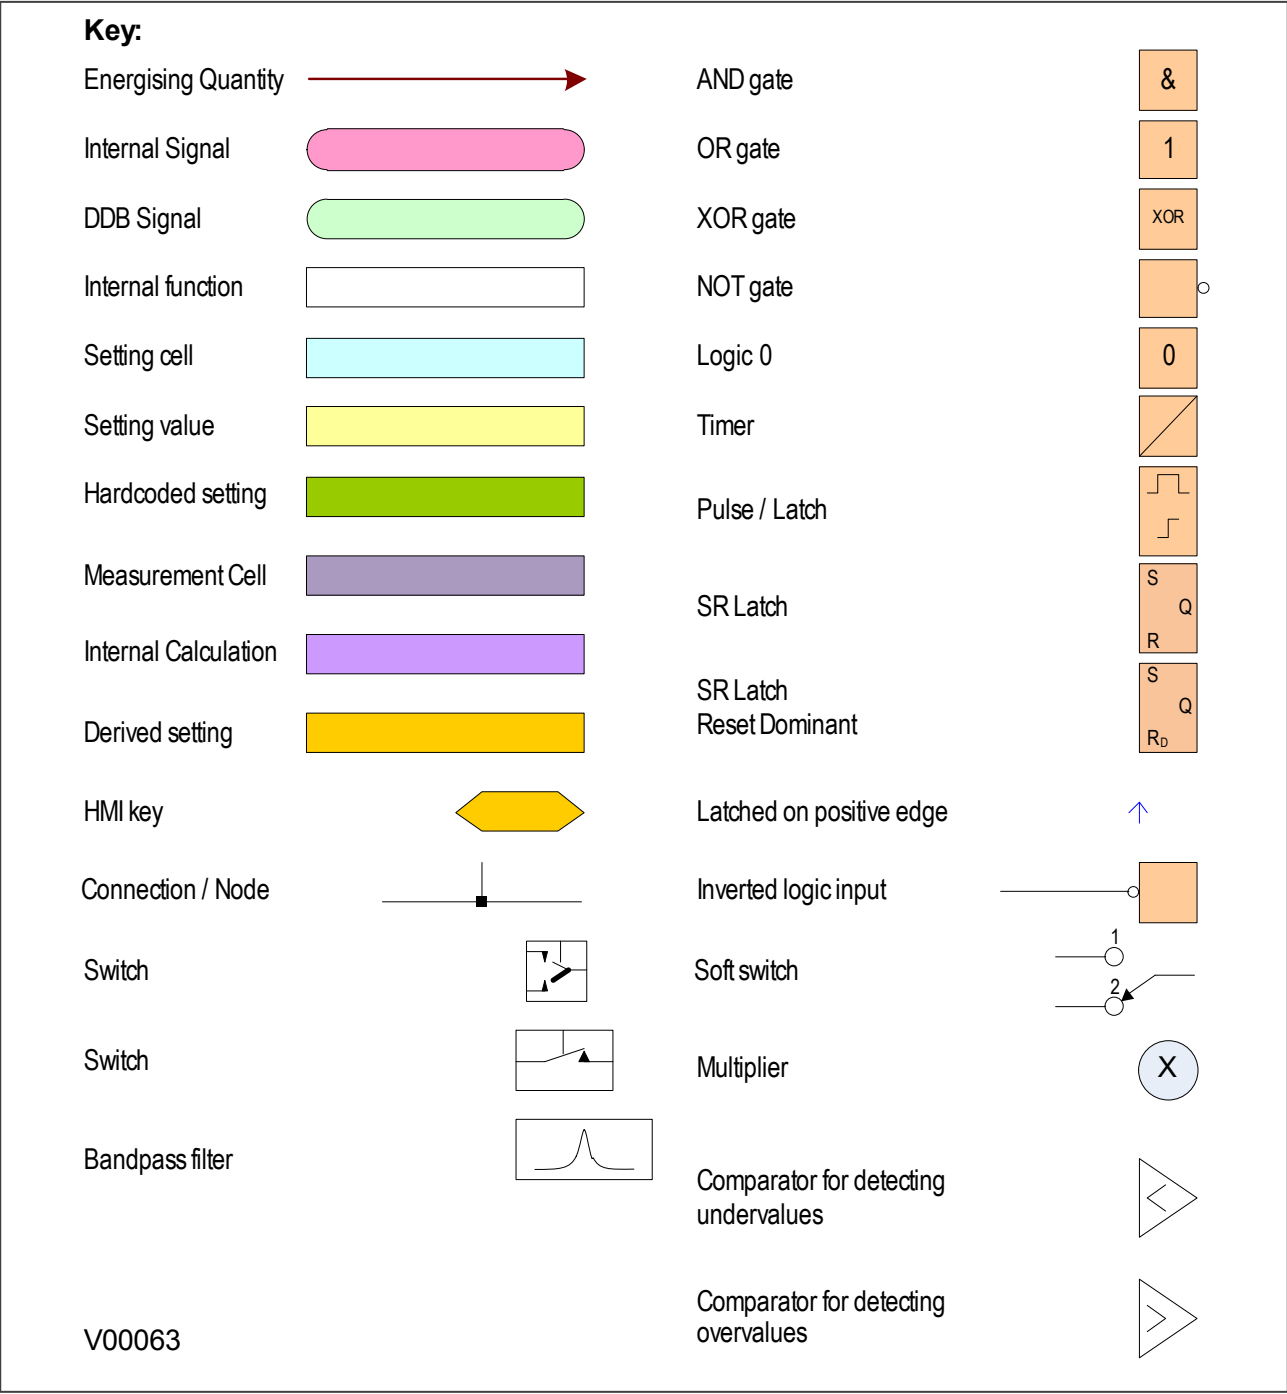 Key:
Energising Quantity
Internal Signal
DDB Signal
Internal function
Setting cell
Setting value
Hardcoded setting
Measurement Cell
Internal Calculation
Derived setting
HMI key
Connection / Node
Switch
Switch
Bandpass filter
V00063
AND gate
&
OR gate
1
XOR gate
XOR
NOT gate
Logic 0
0
Timer
Pulse / Latch
SR Latch
S
Q
R
SR Latch
Reset Dominant
S
Q
RD
Latched on positive edge
Inverted logic input
Soft switch
1
2
Multiplier
X
Comparator for detecting
undervalues
Comparator for detecting
overvalues